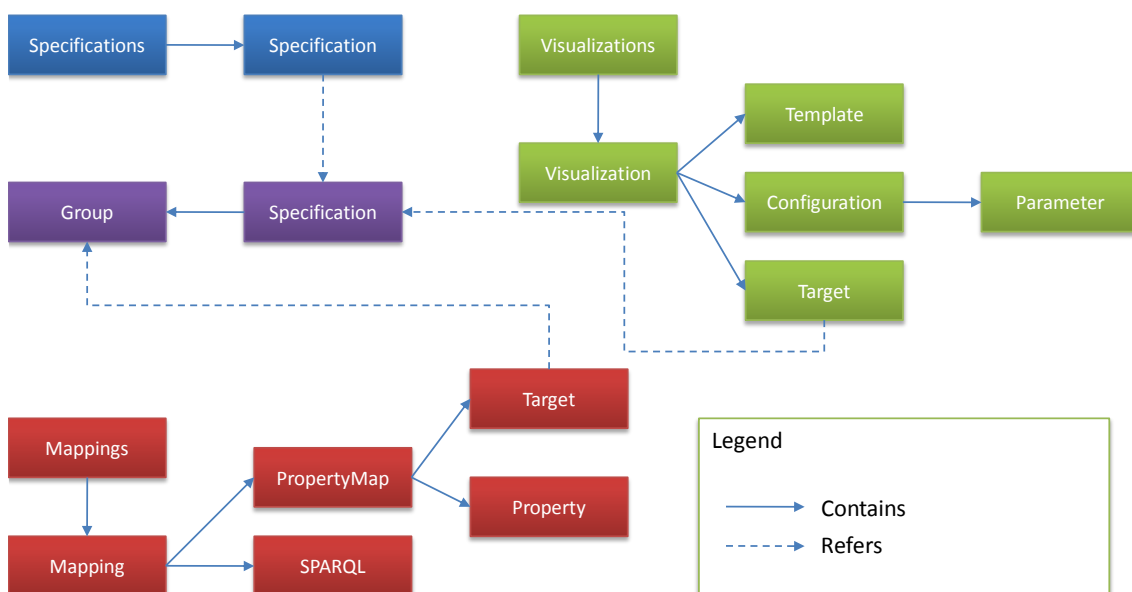 Specifications
Specification
Visualizations
Template
Visualization
Configuration
Parameter
Group
Specification
Target
Target
Mappings
PropertyMap
Property
Mapping
SPARQL
Legend
Contains
Refers